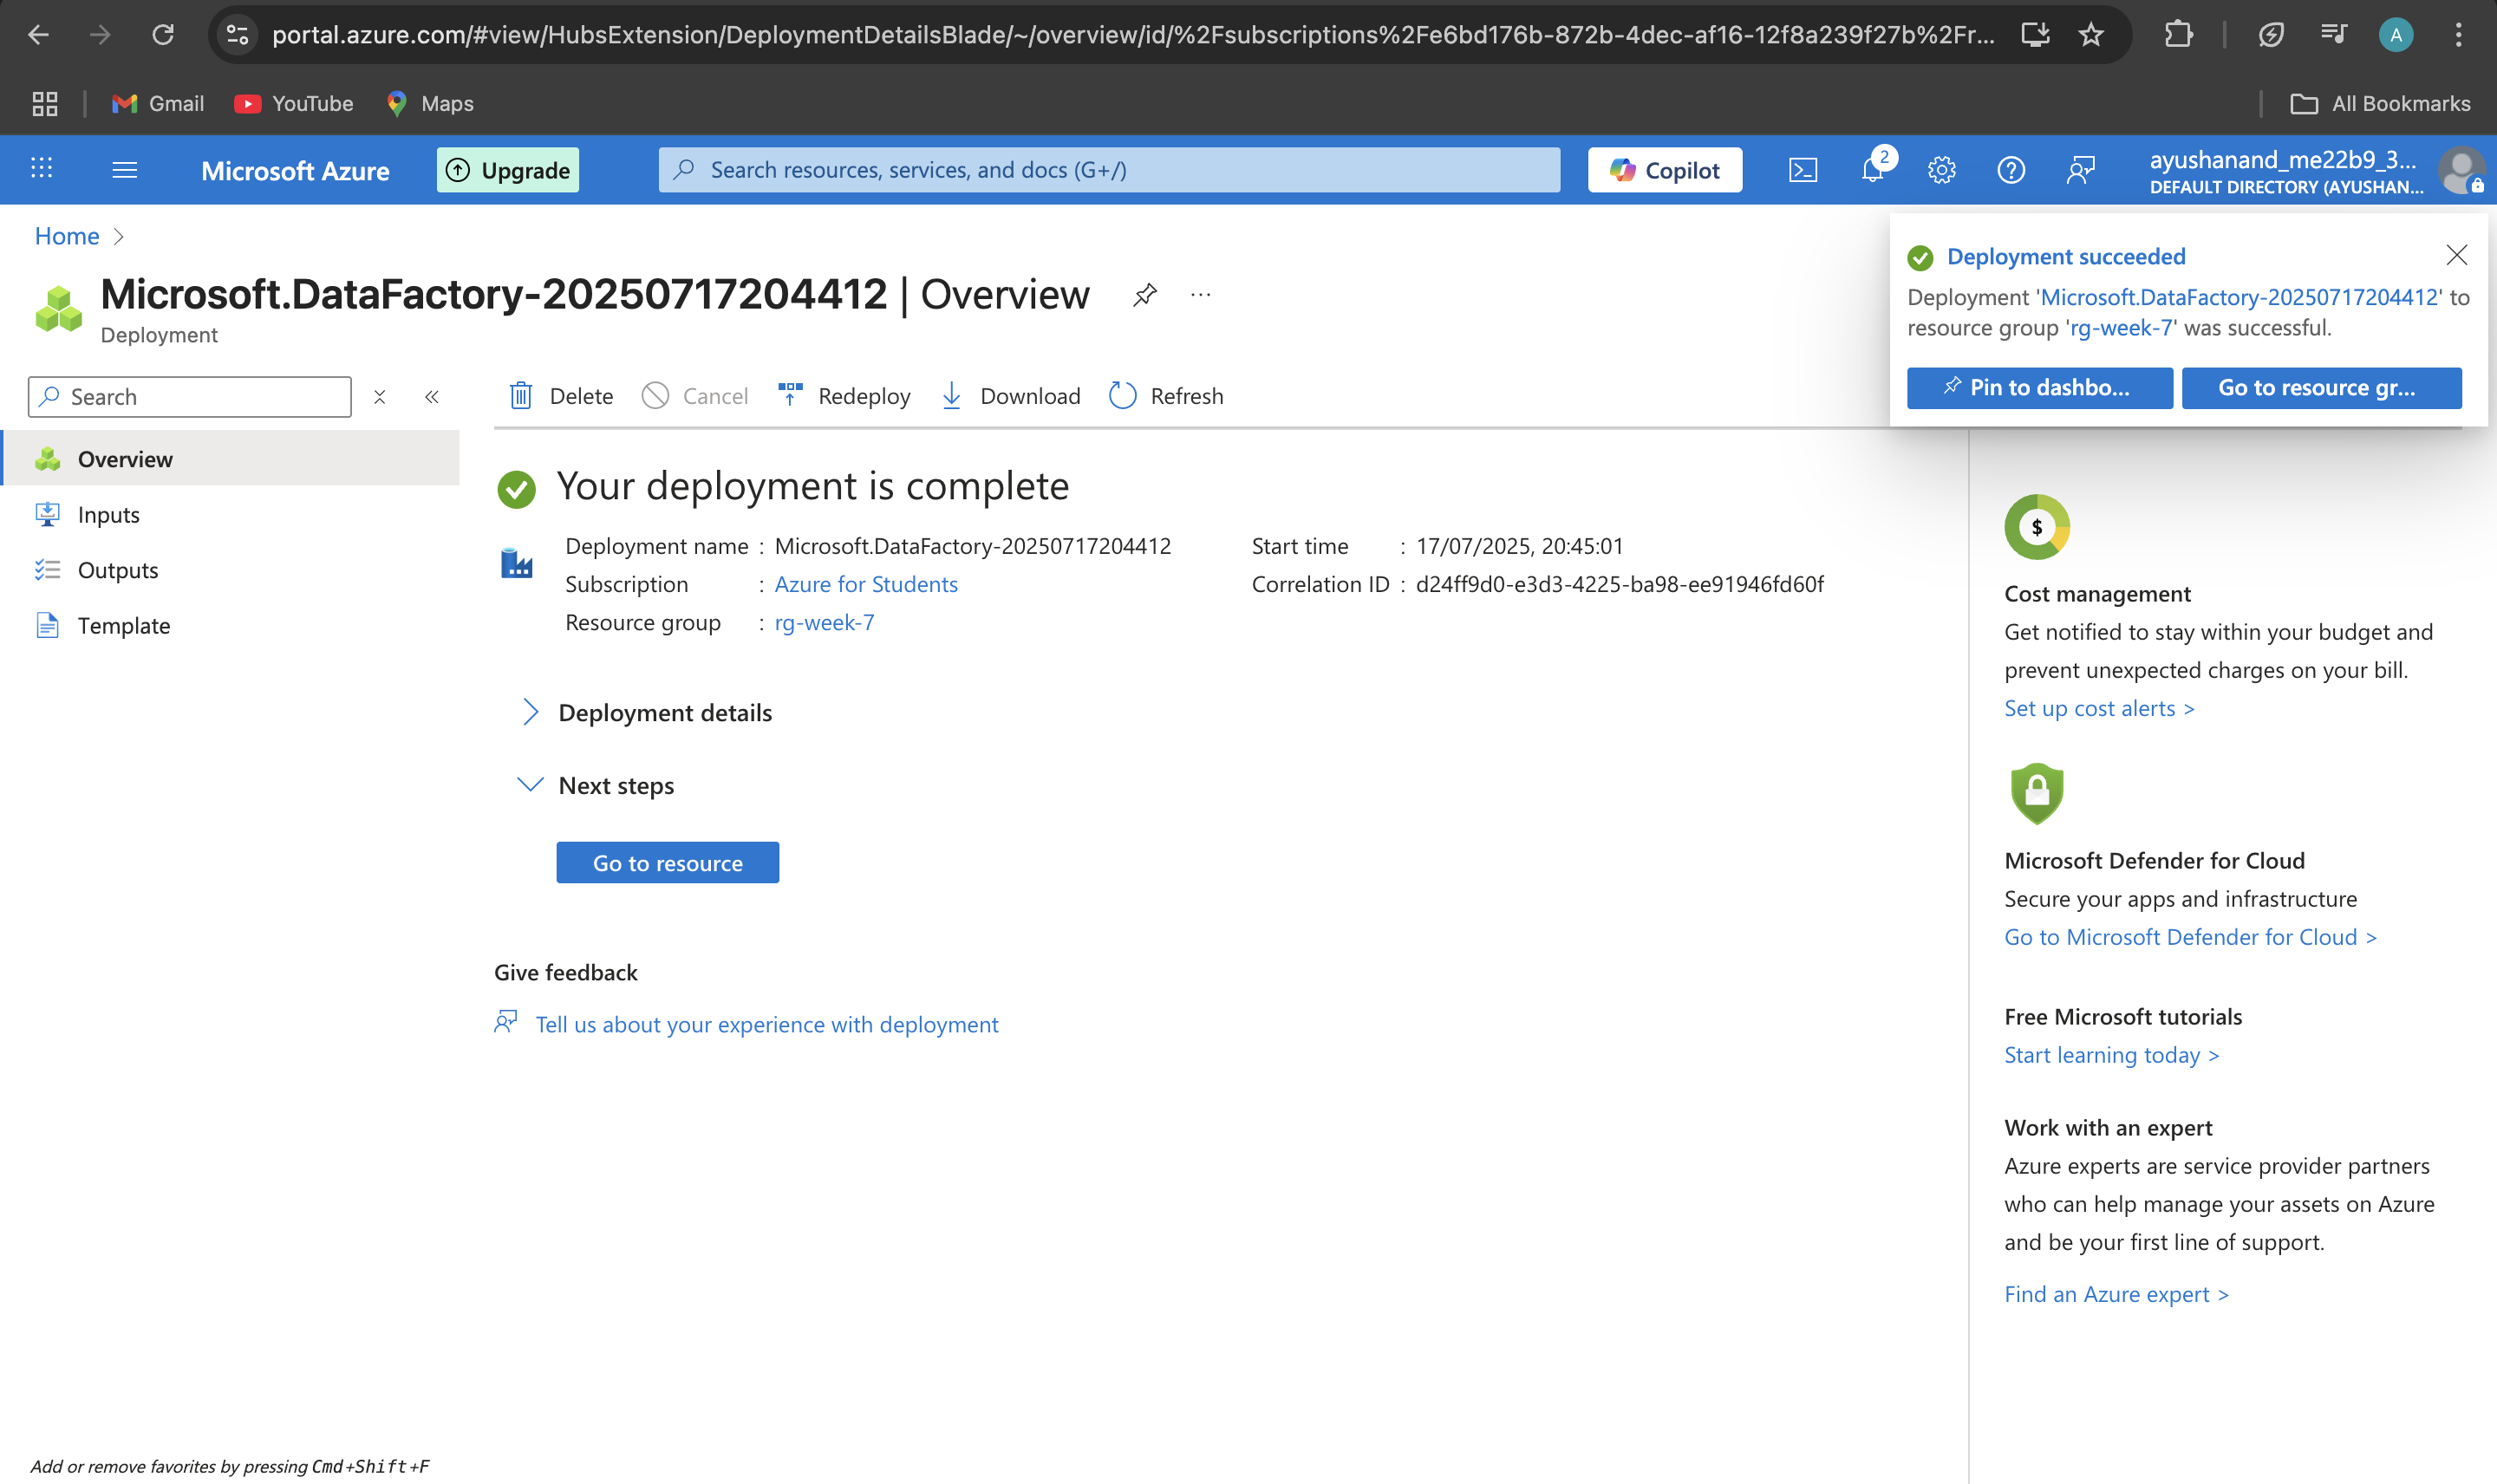 portal.azure.com/#view/HubsExtension/DeploymentDetailsBlade/~/overview/id/%2Fsubscriptions%2Fe6bd176b-872b-4dec-af16-12f8a239f27b%2Fr...
A
Gmail
YouTube
Maps
All Bookmarks
Microsoft Azure
Upgrade
Search resources, services, and docs (G+/)
Copilot
2
ayushanand_me22b9_3...
DEFAULT DIRECTORY (AYUSHAN...
Home
Microsoft.DataFactory-20250717204412 | Overview
Deployment
Deployment succeeded
Deployment 'Microsoft.DataFactory-20250717204412' to
resource group 'rg-week-7' was successful.
Pin to dashbo...
Go to resource gr...
Search
Delete
Cancel
Redeploy
Download
Refresh
Overview
Inputs
Outputs
Template
Your deployment is complete
Deployment name : Microsoft.DataFactory-20250717204412
Subscription : Azure for Students
Resource group : rg-week-7
Start time : 17/07/2025, 20:45:01
Correlation ID : d24ff9d0-e3d3-4225-ba98-ee91946fd60f
Deployment details
Next steps
Go to resource
Give feedback
Tell us about your experience with deployment
$
Cost management
Get notified to stay within your budget and
prevent unexpected charges on your bill.
Set up cost alerts >
Microsoft Defender for Cloud
Secure your apps and infrastructure
Go to Microsoft Defender for Cloud >
Free Microsoft tutorials
Start learning today >
Work with an expert
Azure experts are service provider partners
who can help manage your assets on Azure
and be your first line of support.
Find an Azure expert >
Add or remove favorites by pressing Cmd+Shift+F